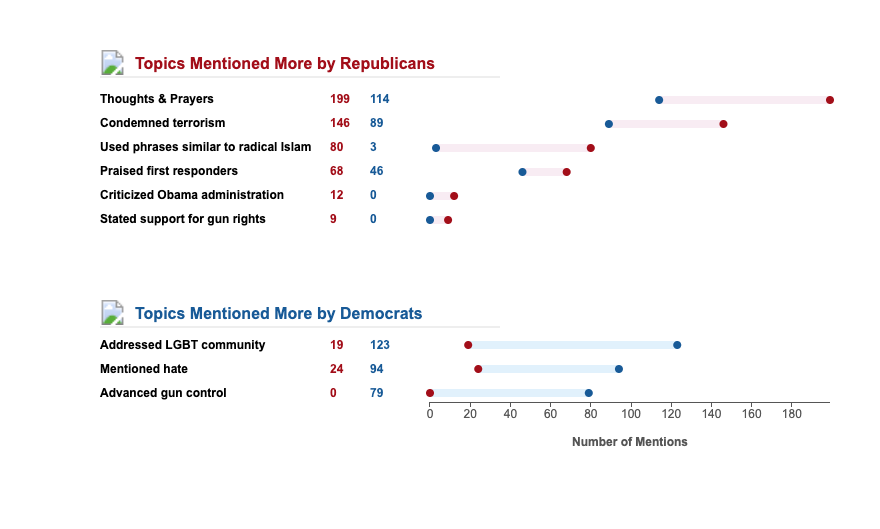 Topics Mentioned More by Republicans
Thoughts & Prayers 199 114
Condemned terrorism 146 89
Used phrases similar to radical Islam 80 3
Praised first responders 68 46
Criticized Obama administration 12 0
Stated support for gun rights 9 0
Topics Mentioned More by Democrats
Addressed LGBT community 19 123
Mentioned hate 24 94
Advanced gun control 0 79
0 20 40 60 80 100 120 140 160 180
Number of Mentions